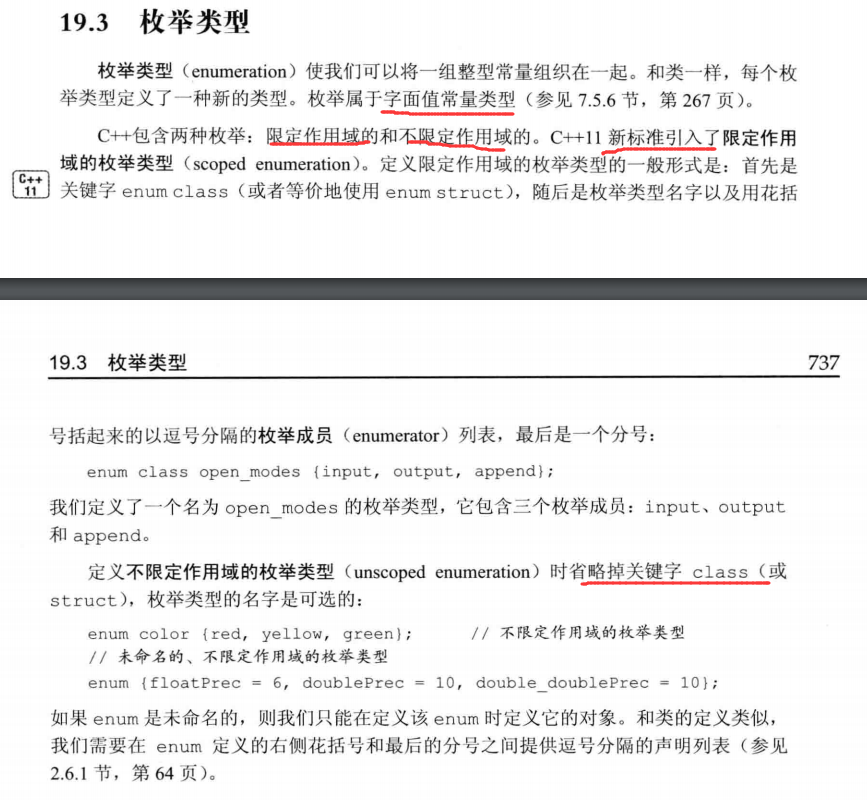 19.3 枚举类型
枚举类型（enumeration）使我们可以将一组整型常量组织在一起。和类一样，每个枚
举类型定义了一种新的类型。枚举属于字面值常量类型（参见 7.5.6 节，第 267 页）。
C++包含两种枚举：限定作用域的和不限定作用域的。C++11 新标准引入了限定作用
域的枚举类型（scoped enumeration）。定义限定作用域的枚举类型的一般形式是：首先是
C++
11
关键字 enum class（或者等价地使用 enum struct），随后是枚举类型名字以及用花括
19.3 枚举类型 737
号括起来的以逗号分隔的枚举成员（enumerator）列表，最后是一个分号：
enum class open_modes {input, output, append};
我们定义了一个名为 open_modes 的枚举类型，它包含三个枚举成员：input、output
和 append。
定义不限定作用域的枚举类型（unscoped enumeration）时省略掉关键字 class（或
struct），枚举类型的名字是可选的：
enum color {red, yellow, green}; // 不限定作用域的枚举类型
// 未命名的、不限定作用域的枚举类型
enum {floatPrec = 6, doublePrec = 10, double_doublePrec = 10};
如果 enum 是未命名的，则我们只能在定义该 enum 时定义它的对象。和类的定义类似，
我们需要在 enum 定义的右侧花括号和最后的分号之间提供逗号分隔的声明列表（参见
2.6.1 节，第 64 页）。